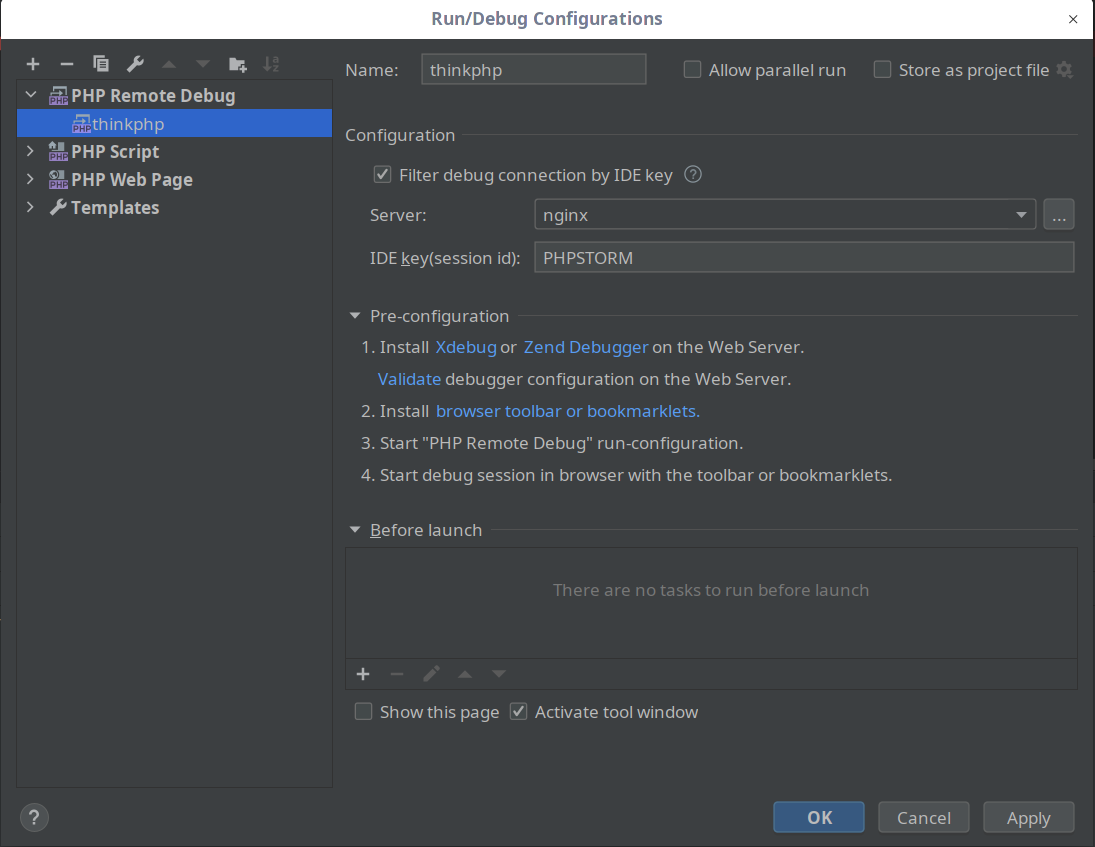 Run/Debug Configurations
Name: thinkphp Allow parallel run Store as project file
PHP Remote Debug
thinkphp
PHP Script
PHP Web Page
Templates
Configuration
Filter debug connection by IDE key ?
Server: nginx ...
IDE key(session id): PHPSTORM
Pre-configuration
1. Install Xdebug or Zend Debugger on the Web Server.
Validate debugger configuration on the Web Server.
2. Install browser toolbar or bookmarklets.
3. Start "PHP Remote Debug" run-configuration.
4. Start debug session in browser with the toolbar or bookmarklets.
Before launch
There are no tasks to run before launch
Show this page Activate tool window
? OK Cancel Apply